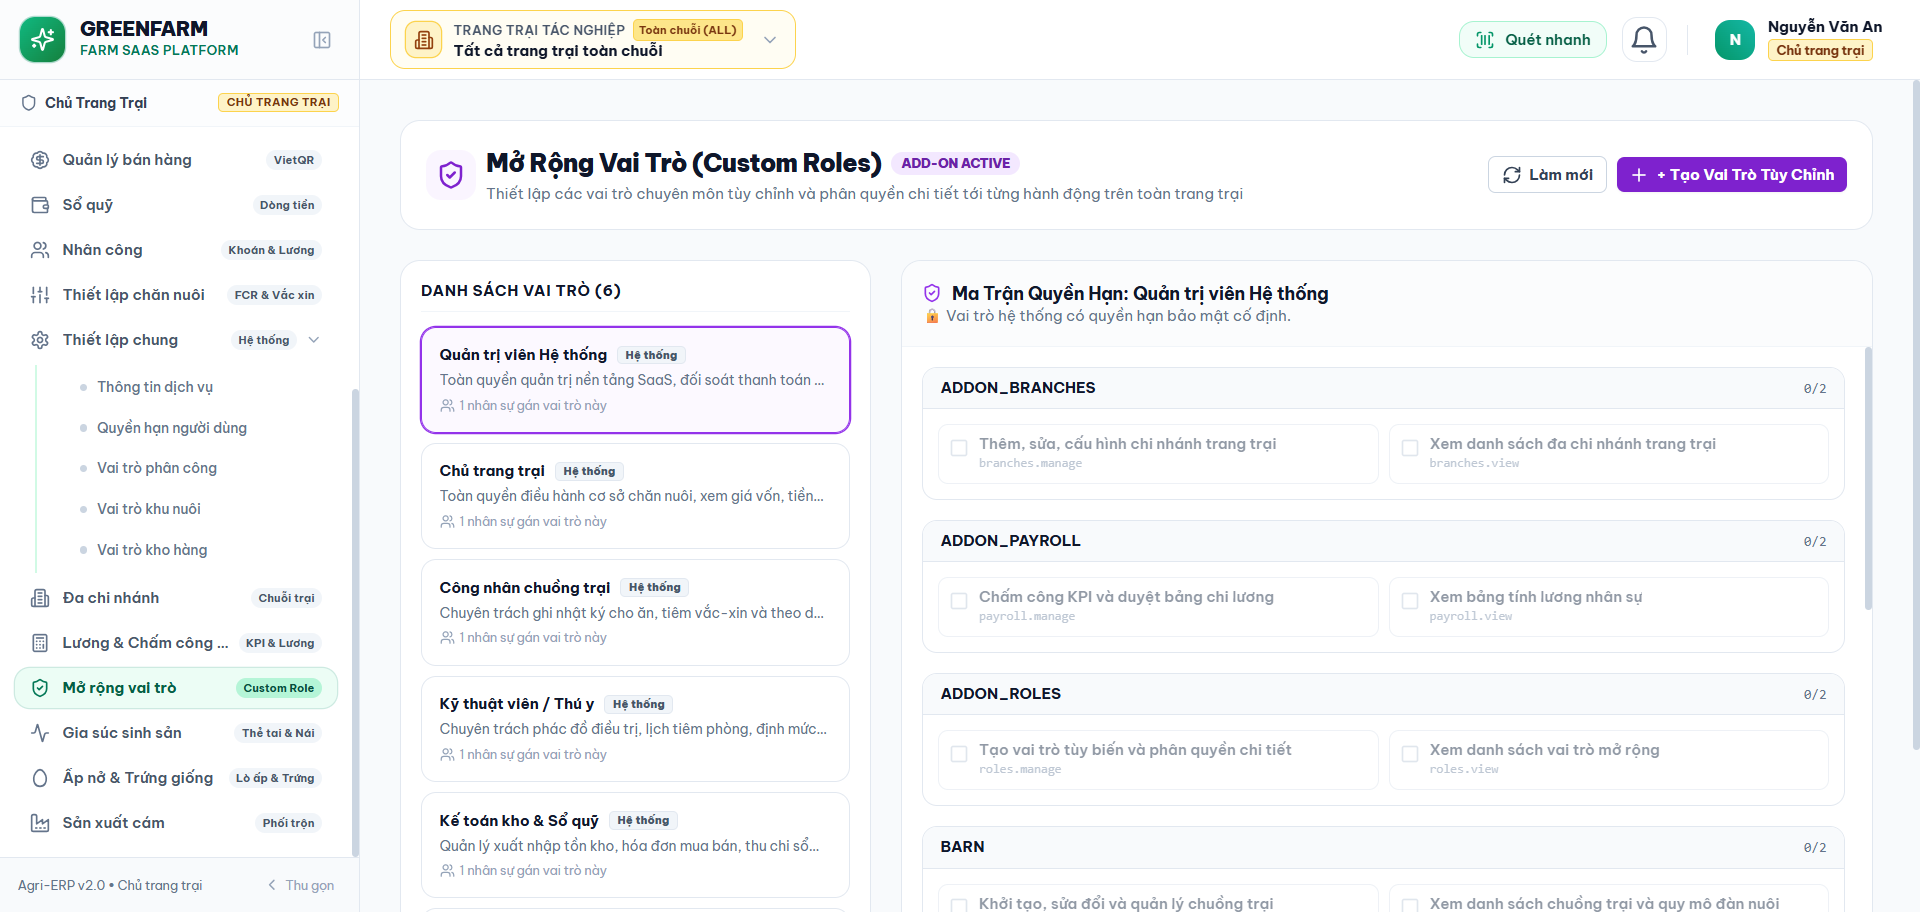 GREENFARM
FARM SAAS PLATFORM
TRANG TRẠI TÁC NGHIỆP Toàn chuỗi (ALL)
Tất cả trang trại toàn chuỗi
Quét nhanh
N
Nguyễn Văn An
Chủ trang trại
Chủ Trang Trại CHỦ TRANG TRẠI
Quản lý bán hàng VietQR
Sổ quỹ Dòng tiền
Nhân công Khoán & Lương
Thiết lập chăn nuôi FCR & Vắc xin
Thiết lập chung Hệ thống
Thông tin dịch vụ
Quyền hạn người dùng
Vai trò phân công
Vai trò khu nuôi
Vai trò kho hàng
Đa chi nhánh Chuỗi trại
Lương & Chấm công ... KPI & Lương
Mở rộng vai trò Custom Role
Gia súc sinh sản Thẻ tai & Nái
Ấp nở & Trứng giống Lò ấp & Trứng
Sản xuất cám Phối trộn
Agri-ERP v2.0 • Chủ trang trại Thu gọn
Mở Rộng Vai Trò (Custom Roles) ADD-ON ACTIVE
Thiết lập các vai trò chuyên môn tùy chỉnh và phân quyền chi tiết tới từng hành động trên toàn trang trại
Làm mới
+ Tạo Vai Trò Tùy Chỉnh
DANH SÁCH VAI TRÒ (6)
Quản trị viên Hệ thống Hệ thống
Toàn quyền quản trị nền tảng SaaS, đối soát thanh toán ...
1 nhân sự gán vai trò này
Chủ trang trại Hệ thống
Toàn quyền điều hành cơ sở chăn nuôi, xem giá vốn, tiền...
1 nhân sự gán vai trò này
Công nhân chuồng trại Hệ thống
Chuyên trách ghi nhật ký cho ăn, tiêm vắc-xin và theo d...
1 nhân sự gán vai trò này
Kỹ thuật viên / Thú y Hệ thống
Chuyên trách phác đồ điều trị, lịch tiêm phòng, định mức...
1 nhân sự gán vai trò này
Kế toán kho & Sổ quỹ Hệ thống
Quản lý xuất nhập tồn kho, hóa đơn mua bán, thu chi sổ...
1 nhân sự gán vai trò này
Ma Trận Quyền Hạn: Quản trị viên Hệ thống
Vai trò hệ thống có quyền hạn bảo mật cố định.
ADDON_BRANCHES 0/2
Thêm, sửa, cấu hình chi nhánh trang trại
branches.manage
Xem danh sách đa chi nhánh trang trại
branches.view
ADDON_PAYROLL 0/2
Chấm công KPI và duyệt bảng chi lương
payroll.manage
Xem bảng tính lương nhân sự
payroll.view
ADDON_ROLES 0/2
Tạo vai trò tùy biến và phân quyền chi tiết
roles.manage
Xem danh sách vai trò mở rộng
roles.view
BARN 0/2
Khởi tạo, sửa đổi và quản lý chuồng trại
Xem danh sách chuồng trại và quy mô đàn nuôi